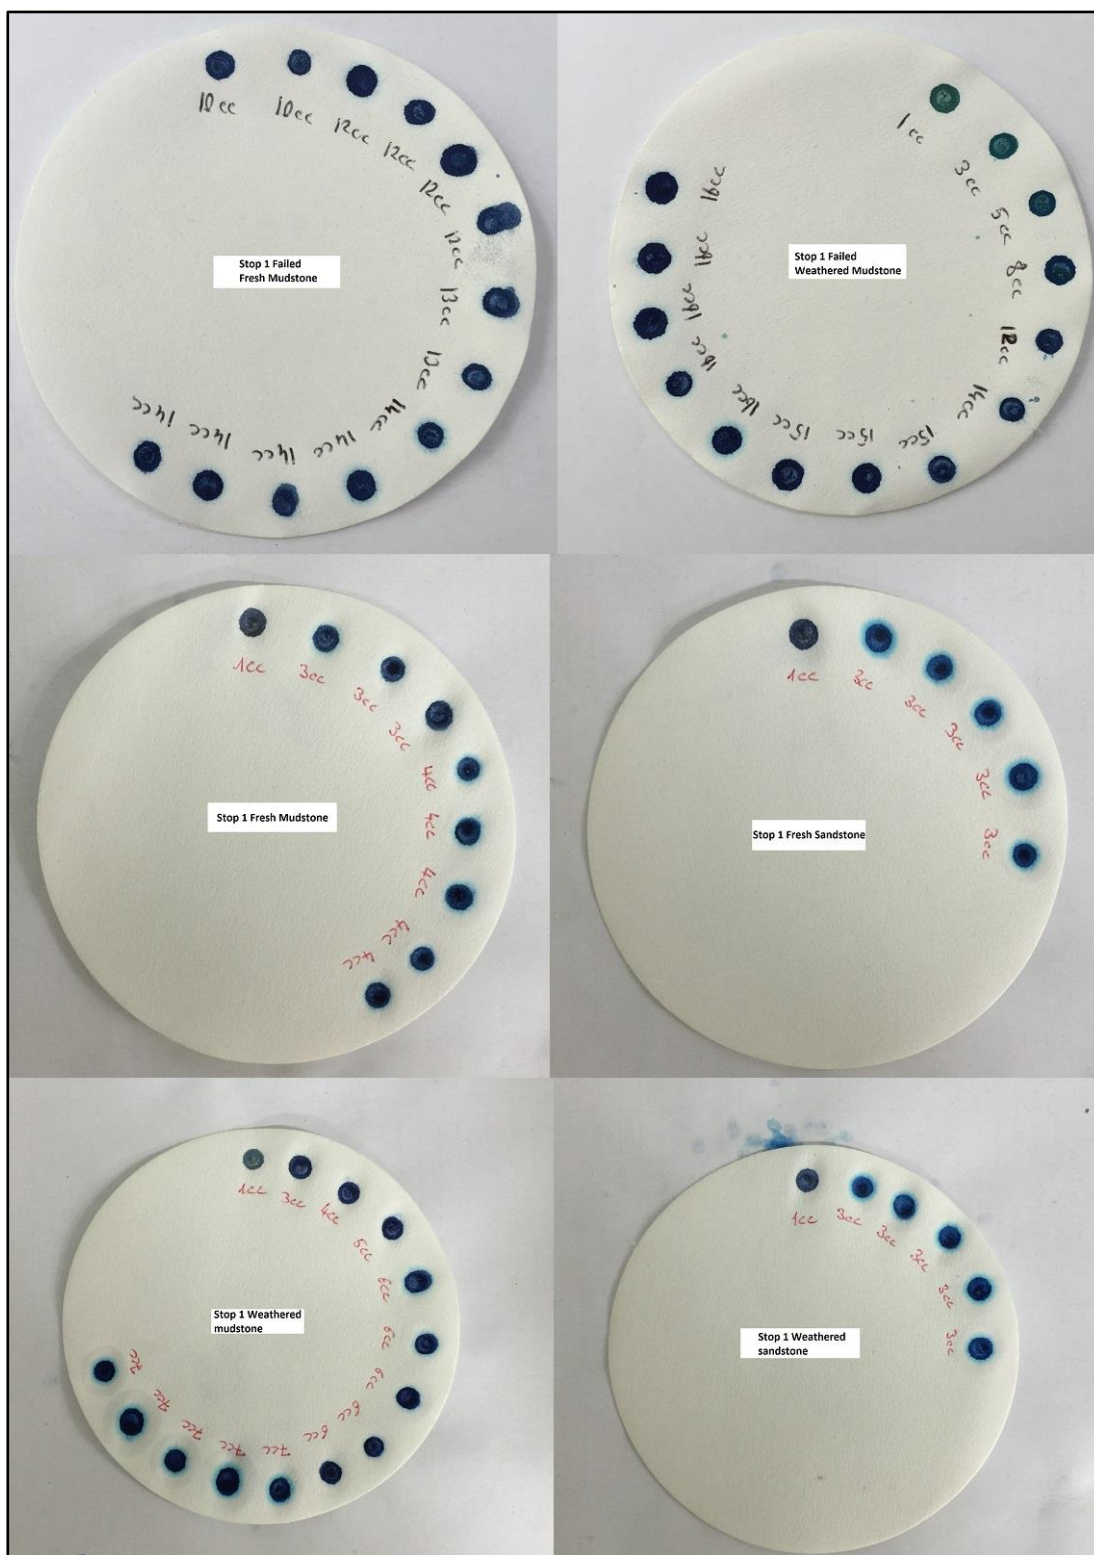 10cc
10cc
12cc
12cc
12cc
12cc
13cc
13cc
14cc
14cc
14cc
14cc
14cc
Stop 1 Failed
Fresh Mudstone
1cc
3cc
5cc
8cc
12cc
14cc
15cc
15cc
15cc
16cc
16cc
16cc
16cc
16cc
Stop 1 Failed
Weathered Mudstone
1cc
3cc
3cc
3cc
4cc
4cc
4cc
4cc
4cc
Stop 1 Fresh Mudstone
1cc
3cc
3cc
3cc
3cc
3cc
Stop 1 Fresh Sandstone
1cc
3cc
4cc
5cc
6cc
6cc
6cc
6cc
6cc
7cc
7cc
7cc
7cc
7cc
Stop 1 Weathered
mudstone
1cc
3cc
3cc
3cc
3cc
3cc
Stop 1 Weathered
sandstone